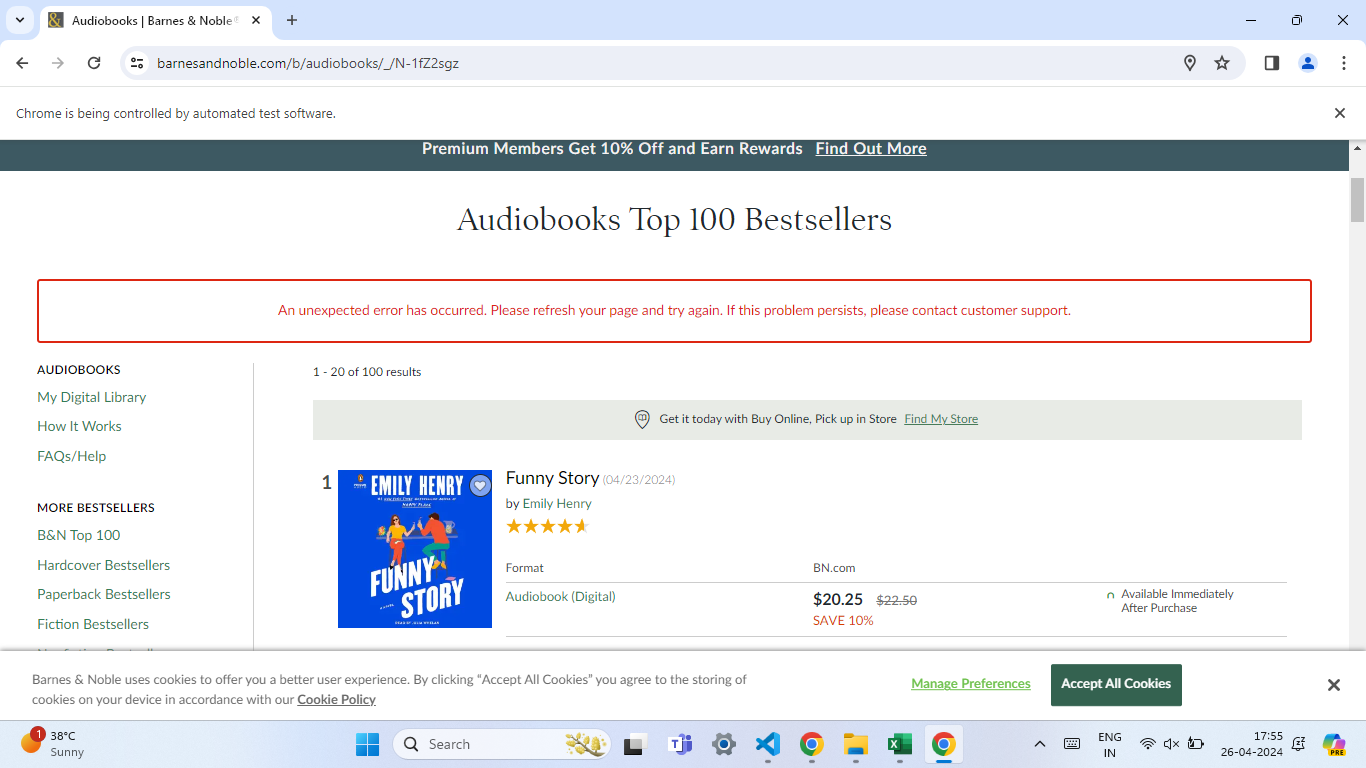 Audiobooks | Barnes & Noble®
barnesandnoble.com/b/audiobooks/_/N-1fZ2sgz
Chrome is being controlled by automated test software.
Premium Members Get 10% Off and Earn Rewards Find Out More
Audiobooks Top 100 Bestsellers
An unexpected error has occurred. Please refresh your page and try again. If this problem persists, please contact customer support.
AUDIOBOOKS
My Digital Library
How It Works
FAQs/Help
MORE BESTSELLERS
B&N Top 100
Hardcover Bestsellers
Paperback Bestsellers
Fiction Bestsellers
1 - 20 of 100 results
Get it today with Buy Online, Pick up in Store Find My Store
1
EMILY HENRY
FUNNY
STORY
Funny Story (04/23/2024)
by Emily Henry
Format BN.com
Audiobook (Digital) $20.25 $22.50 Available Immediately
After Purchase
SAVE 10%
Barnes & Noble uses cookies to offer you a better user experience. By clicking “Accept All Cookies” you agree to the storing of
cookies on your device in accordance with our Cookie Policy
Manage Preferences
Accept All Cookies
1
38°C
Sunny
Search
PRE
ENG
IN
17:55
26-04-2024